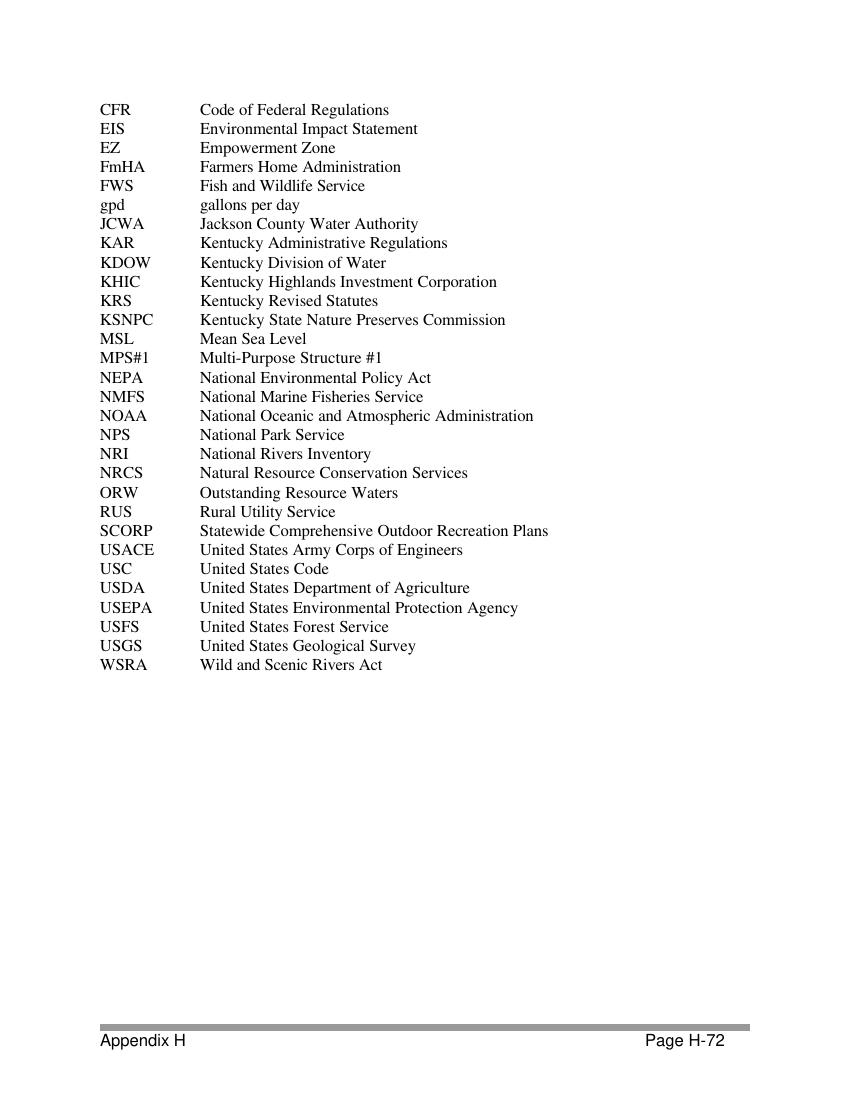 CFR Code of Federal Regulations
EIS Environmental Impact Statement
EZ Empowerment Zone
FmHA Farmers Home Administration
FWS Fish and Wildlife Service
gpd gallons per day
JCWA Jackson County Water Authority
KAR Kentucky Administrative Regulations
KDOW Kentucky Division of Water
KHIC Kentucky Highlands Investment Corporation
KRS Kentucky Revised Statutes
KSNPC Kentucky State Nature Preserves Commission
MSL Mean Sea Level
MPS#1 Multi-Purpose Structure #1
NEPA National Environmental Policy Act
NMFS National Marine Fisheries Service
NOAA National Oceanic and Atmospheric Administration
NPS National Park Service
NRI National Rivers Inventory
NRCS Natural Resource Conservation Services
ORW Outstanding Resource Waters
RUS Rural Utility Service
SCORP Statewide Comprehensive Outdoor Recreation Plans
USACE United States Army Corps of Engineers
USC United States Code
USDA United States Department of Agriculture
USEPA United States Environmental Protection Agency
USFS United States Forest Service
USGS United States Geological Survey
WSRA Wild and Scenic Rivers Act
Appendix H Page H-72